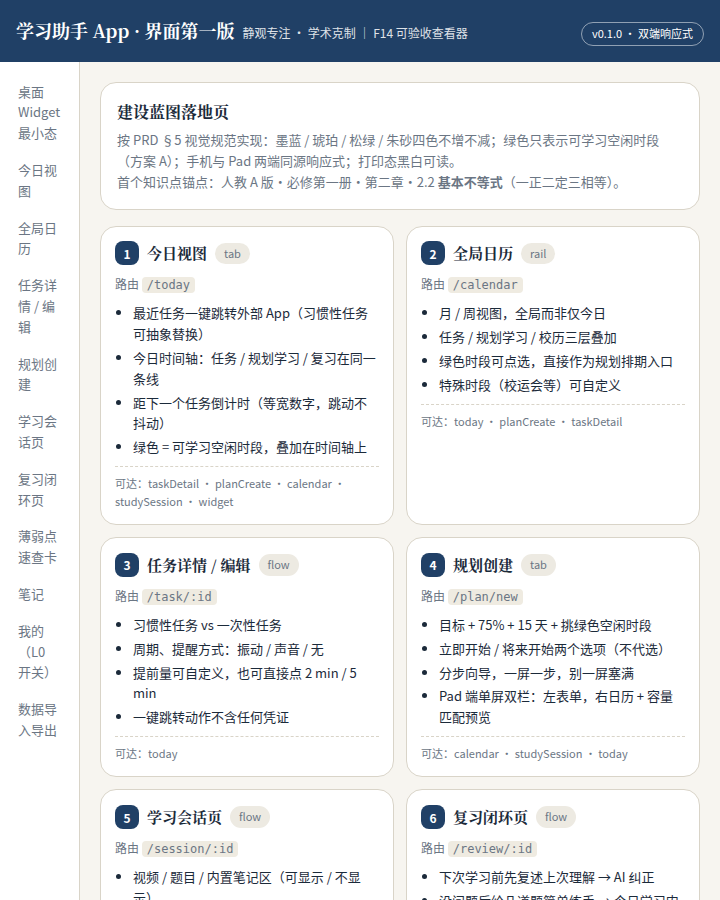 学习助手 App · 界面第一版 静观专注 · 学术克制 ｜ F14 可验收查看器
v0.1.0 · 双端响应式
桌面
Widget
最小态
今日视
图
全局日
历
任务详
情 / 编
辑
规划创
建
学习会
话页
复习闭
环页
薄弱点
速查卡
笔记
我的
（L0
开关）
数据导
入导出
建设蓝图落地页
按 PRD §5 视觉规范实现：墨蓝 / 琥珀 / 松绿 / 朱砂四色不增不减；绿色只表示可学习空闲时段
（方案 A）；手机与 Pad 两端同源响应式；打印态黑白可读。
首个知识点锚点：人教 A 版 · 必修第一册 · 第二章 · 2.2 基本不等式（一正二定三相等）。
1 今日视图 tab
路由 /today
最近任务一键跳转外部 App（习惯性任务
可抽象替换）
今日时间轴：任务 / 规划学习 / 复习在同一
条线
距下一个任务倒计时（等宽数字，跳动不
抖动）
绿色 = 可学习空闲时段，叠加在时间轴上
可达：taskDetail · planCreate · calendar ·
studySession · widget
2 全局日历 rail
路由 /calendar
月 / 周视图，全局而非仅今日
任务 / 规划学习 / 校历三层叠加
绿色时段可点选，直接作为规划排期入口
特殊时段（校运会等）可自定义
可达：today · planCreate · taskDetail
3 任务详情 / 编辑 flow
路由 /task/:id
习惯性任务 vs 一次性任务
周期、提醒方式：振动 / 声音 / 无
提前量可自定义，也可直接点 2 min / 5
min
一键跳转动作不含任何凭证
可达：today
4 规划创建 tab
路由 /plan/new
目标 + 75% + 15 天 + 挑绿色空闲时段
立即开始 / 将来开始两个选项（不代选）
分步向导，一屏一步，别一屏塞满
Pad 端单屏双栏：左表单，右日历 + 容量
匹配预览
可达：calendar · studySession · today
5 学习会话页 flow
路由 /session/:id
视频 / 题目 / 内置笔记区（可显示 / 不显
示）
6 复习闭环页 flow
路由 /review/:id
下次学习前先复述上次理解 → AI 纠正